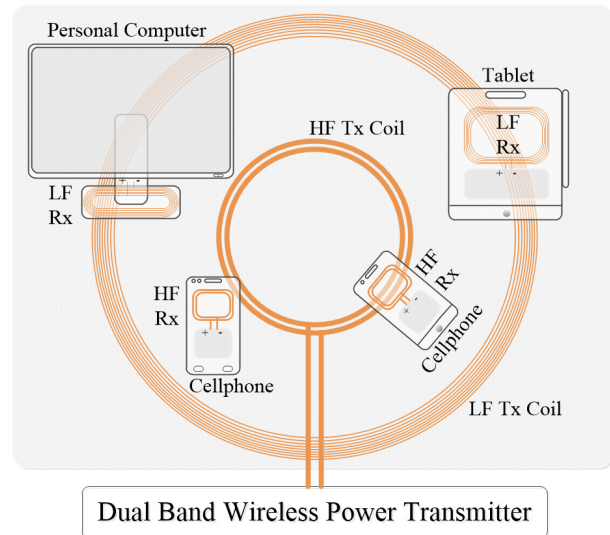 Personal Computer
Tablet
HF Tx Coil
LF
Rx
+ -
+ -
LF
Rx
HF
Rx
+ -
HF
Rx
+ -
Cellphone
Cellphone
LF Tx Coil
Dual Band Wireless Power Transmitter